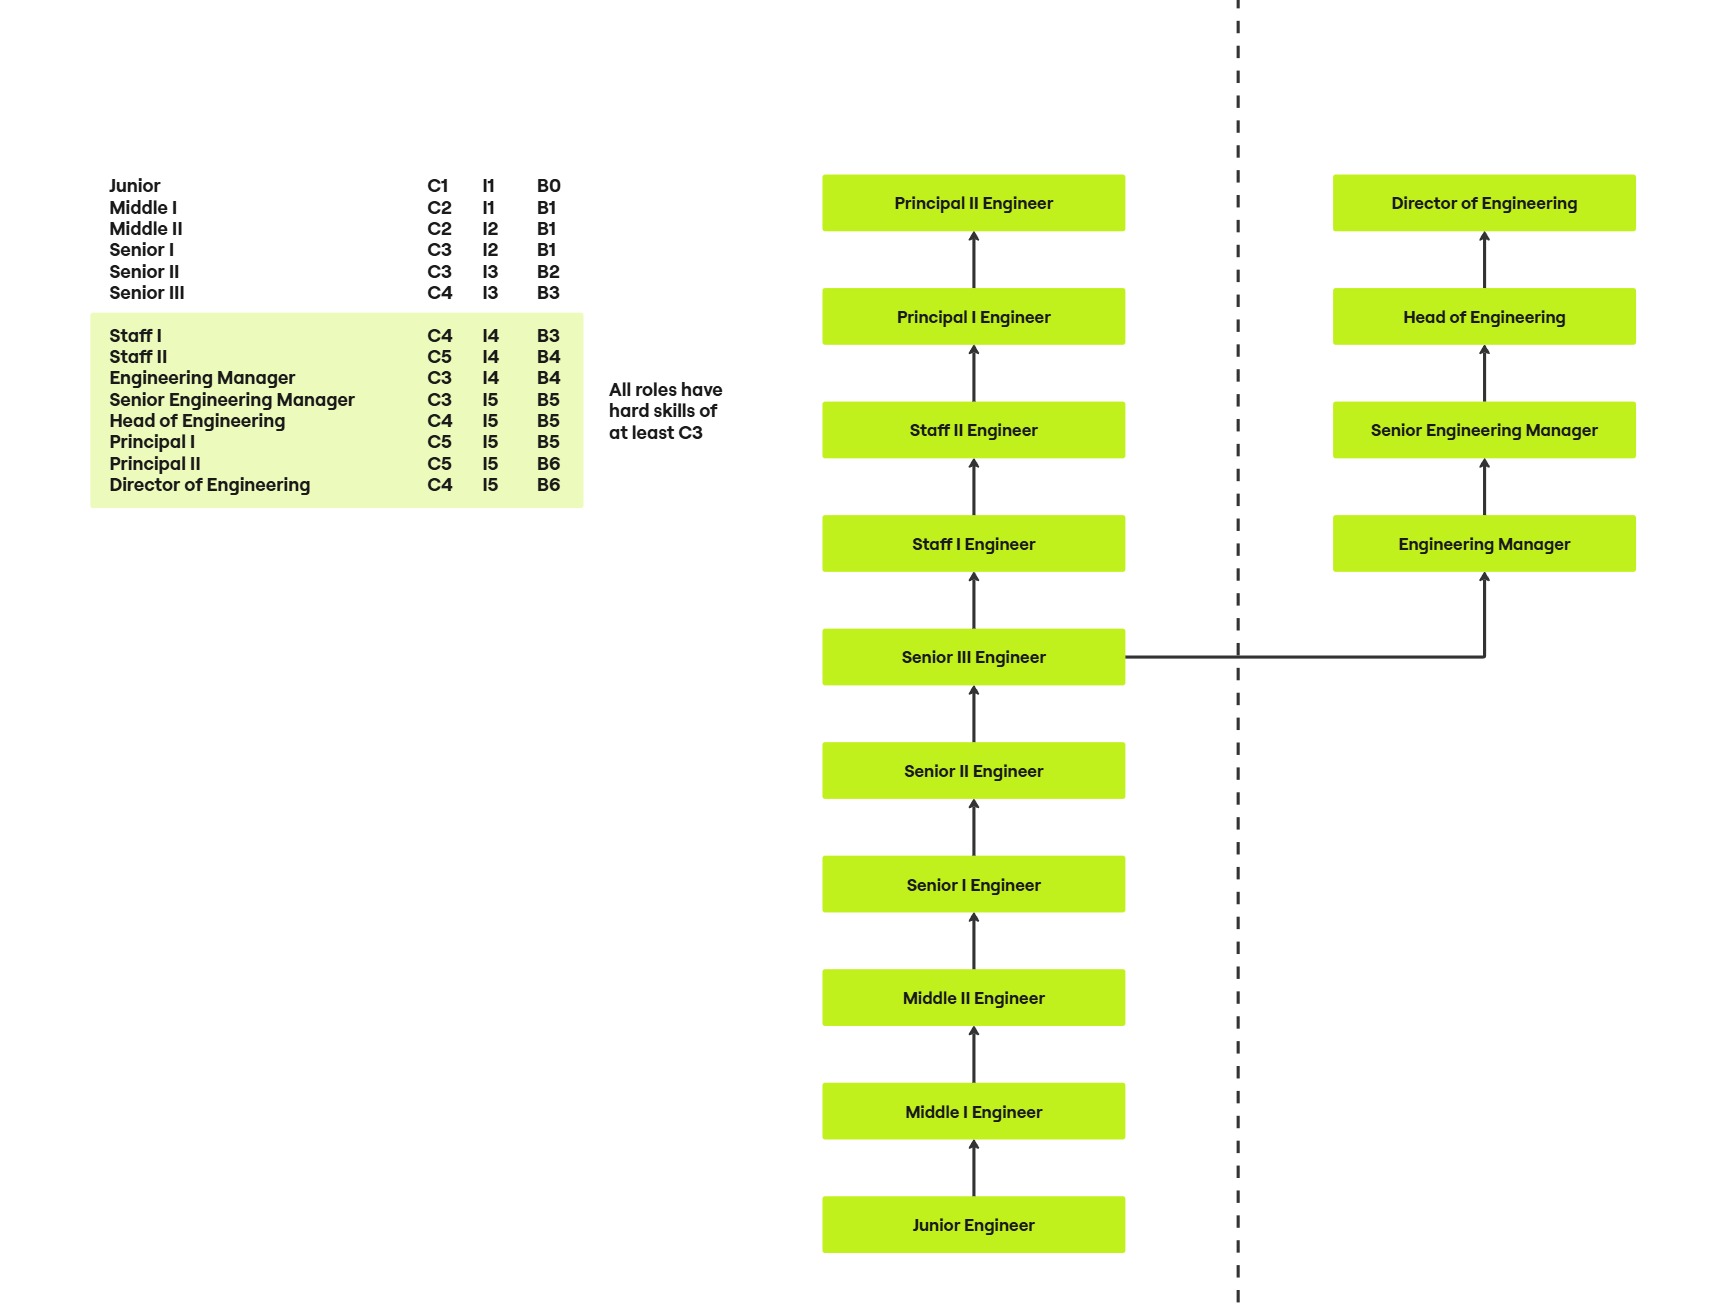 Junior C1 I1 B0
Middle I C2 I1 B1
Middle II C2 I2 B1
Senior I C3 I2 B1
Senior II C3 I3 B2
Senior III C4 I3 B3
Staff I C4 I4 B3
Staff II C5 I4 B4
Engineering Manager C3 I4 B4
Senior Engineering Manager C3 I5 B5
Head of Engineering C4 I5 B5
Principal I C5 I5 B5
Principal II C5 I5 B6
Director of Engineering C4 I5 B6
All roles have
hard skills of
at least C3
Principal II Engineer
Principal I Engineer
Staff II Engineer
Staff I Engineer
Senior III Engineer
Senior II Engineer
Senior I Engineer
Middle II Engineer
Middle I Engineer
Junior Engineer
Director of Engineering
Head of Engineering
Senior Engineering Manager
Engineering Manager